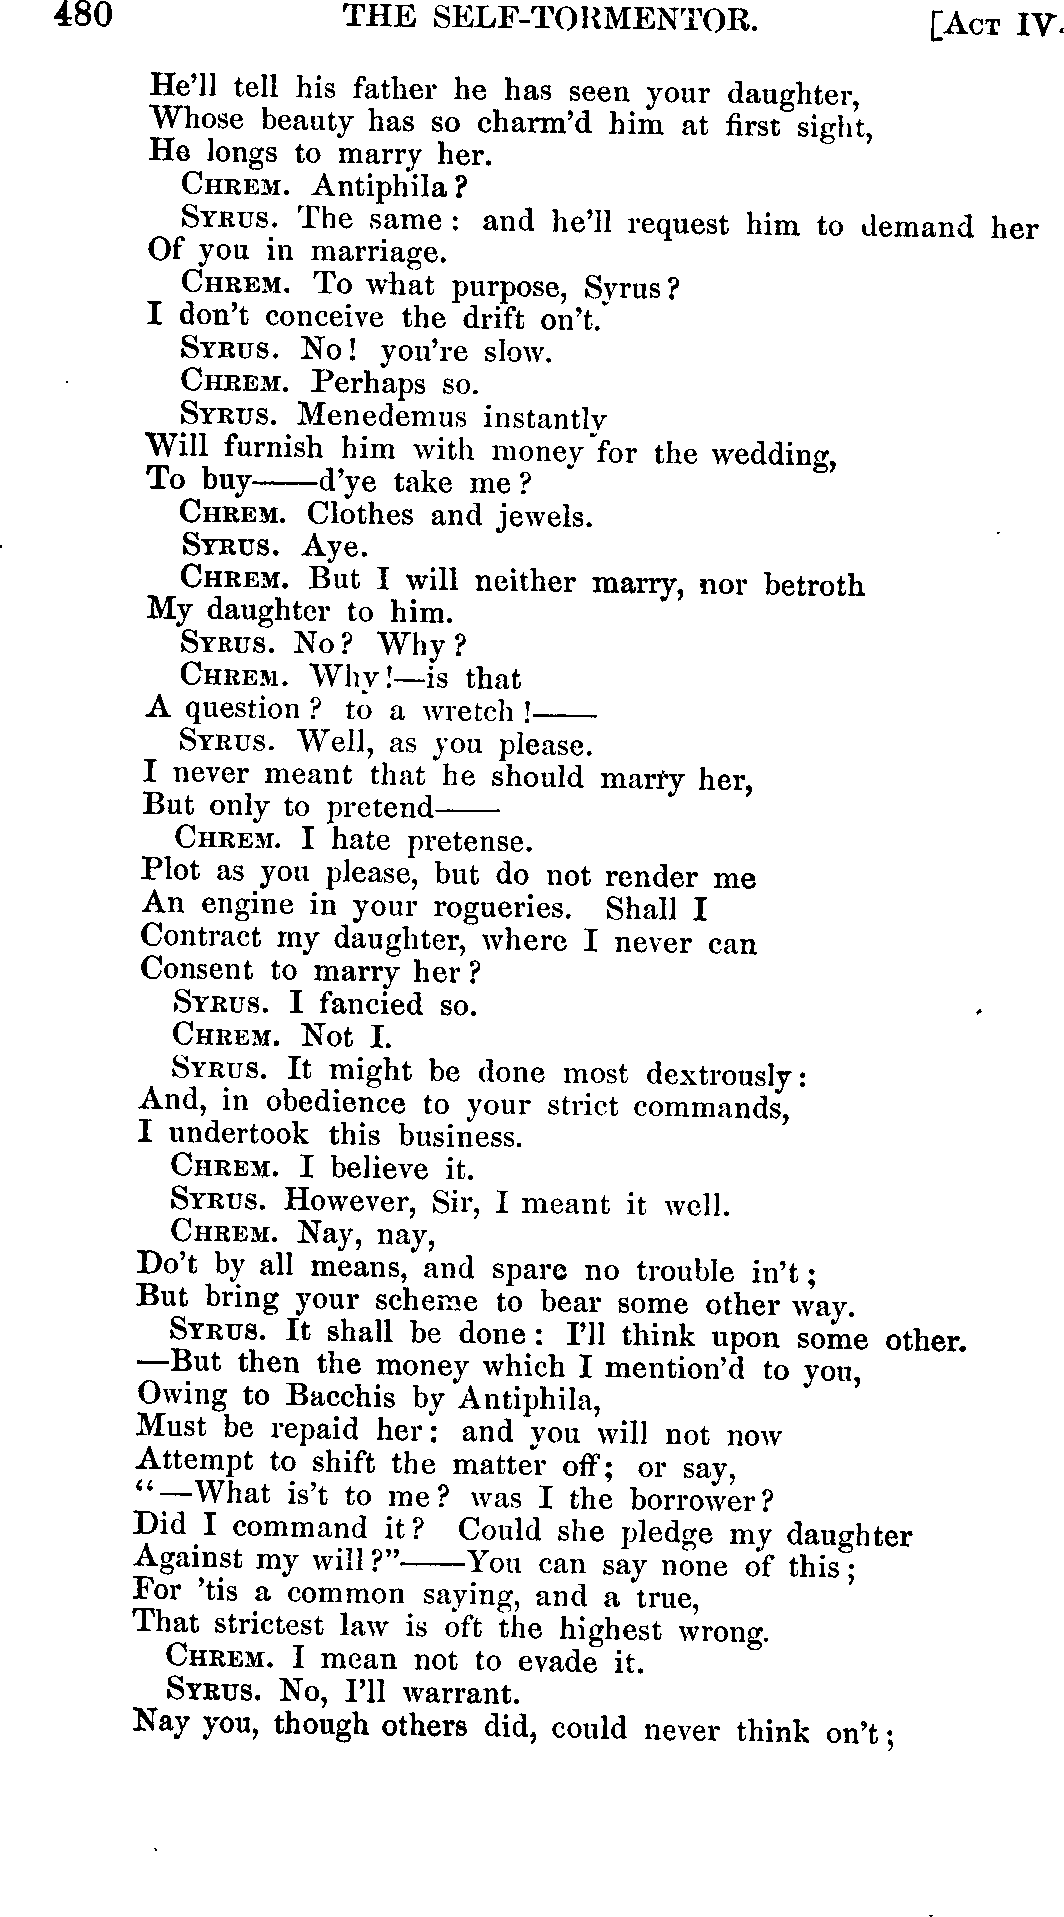 480 THE SELF-TORMENTOR. [ACT IV.
He'll tell his father he has seen your daughter,
Whose beauty has so charm'd him at first sight,
He longs to marry her.
CHREM. Antiphila?
SYRUS. The same: and he'll request him to demand her
Of you in marriage.
CHREM. To what purpose, Syrus?
I don't conceive the drift on't.
SYRUS. No! you're slow.
CHREM. Perhaps so.
SYRUS. Menedemus instantly
Will furnish him with money for the wedding,
To buy——d'ye take me?
CHREM. Clothes and jewels.
SYRUS. Aye.
CHREM. But I will neither marry, nor betroth
My daughter to him.
SYRUS. No? Why?
CHREM. Why!—is that
A question? to a wretch!——
SYRUS. Well, as you please.
I never meant that he should marry her,
But only to pretend——
CHREM. I hate pretense.
Plot as you please, but do not render me
An engine in your rogueries. Shall I
Contract my daughter, where I never can
Consent to marry her?
SYRUS. I fancied so.
CHREM. Not I.
SYRUS. It might be done most dextrously:
And, in obedience to your strict commands,
I undertook this business.
CHREM. I believe it.
SYRUS. However, Sir, I meant it well.
CHREM. Nay, nay,
Do't by all means, and spare no trouble in't;
But bring your scheme to bear some other way.
SYRUS. It shall be done: I'll think upon some other.
—But then the money which I mention'd to you,
Owing to Bacchis by Antiphila,
Must be repaid her: and you will not now
Attempt to shift the matter off; or say,
"—What is't to me? was I the borrower?
Did I command it? Could she pledge my daughter
Against my will?"——You can say none of this;
For 'tis a common saying, and a true,
That strictest law is oft the highest wrong.
CHREM. I mean not to evade it.
SYRUS. No, I'll warrant.
Nay you, though others did, could never think on't;